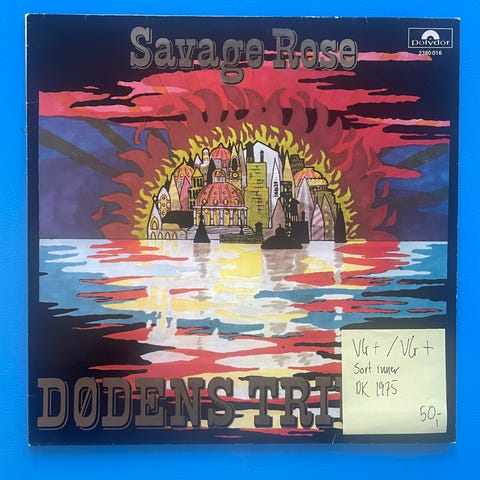 Savage Rose
polydor
2380 016
DØDENS TRI
VG+/VG+
Sort inner
DK 1975
50,-